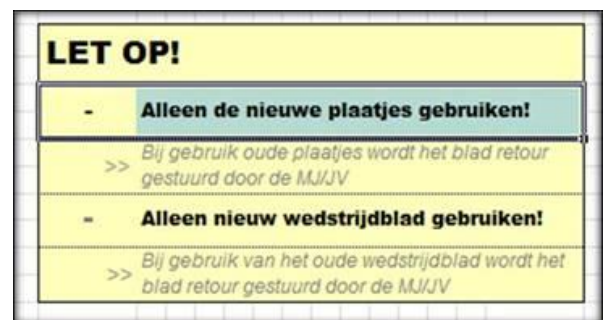 LET OP!
- Alleen de nieuwe plaatjes gebruiken!
>> Bij gebruik oude plaatjes wordt het blad retour
gestuurd door de MJ/JV
- Alleen nieuw wedstrijdblad gebruiken!
>> Bij gebruik van het oude wedstrijdblad wordt het
blad retour gestuurd door de MJ/JV